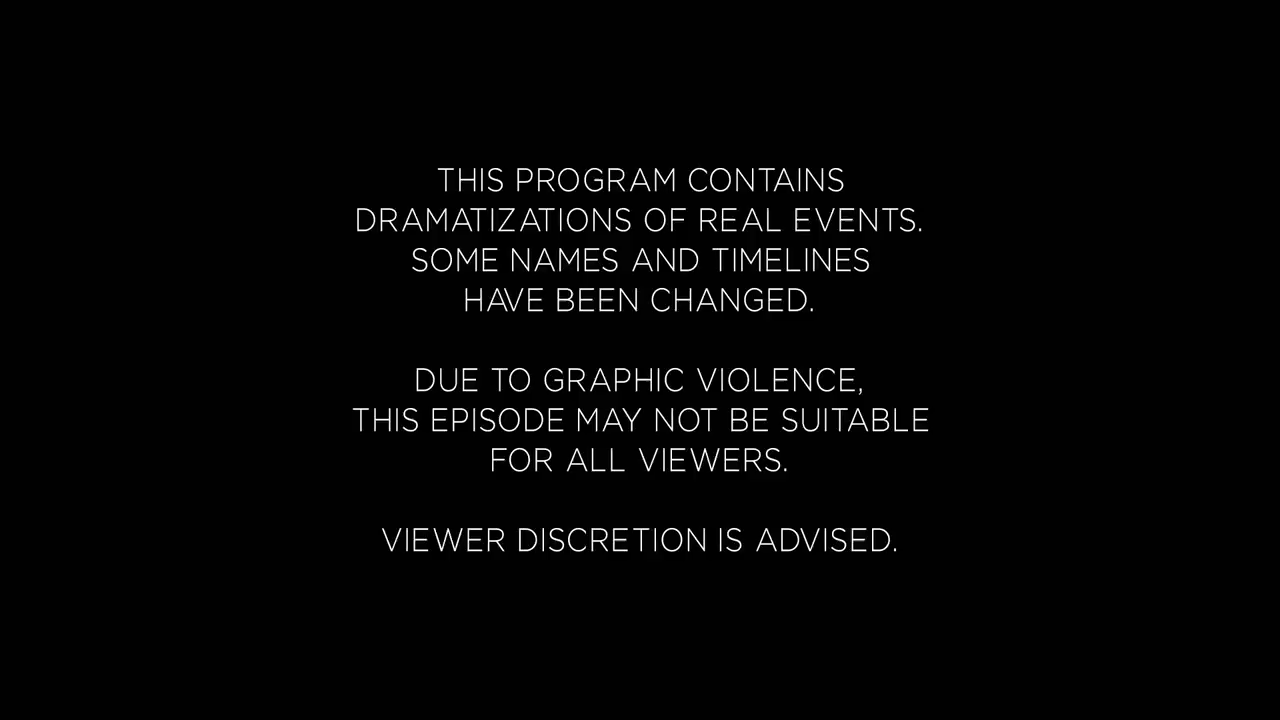 THIS PROGRAM CONTAINS
DRAMATIZATIONS OF REAL EVENTS.
SOME NAMES AND TIMELINES
HAVE BEEN CHANGED.
DUE TO GRAPHIC VIOLENCE,
THIS EPISODE MAY NOT BE SUITABLE
FOR ALL VIEWERS.
VIEWER DISCRETION IS ADVISED.